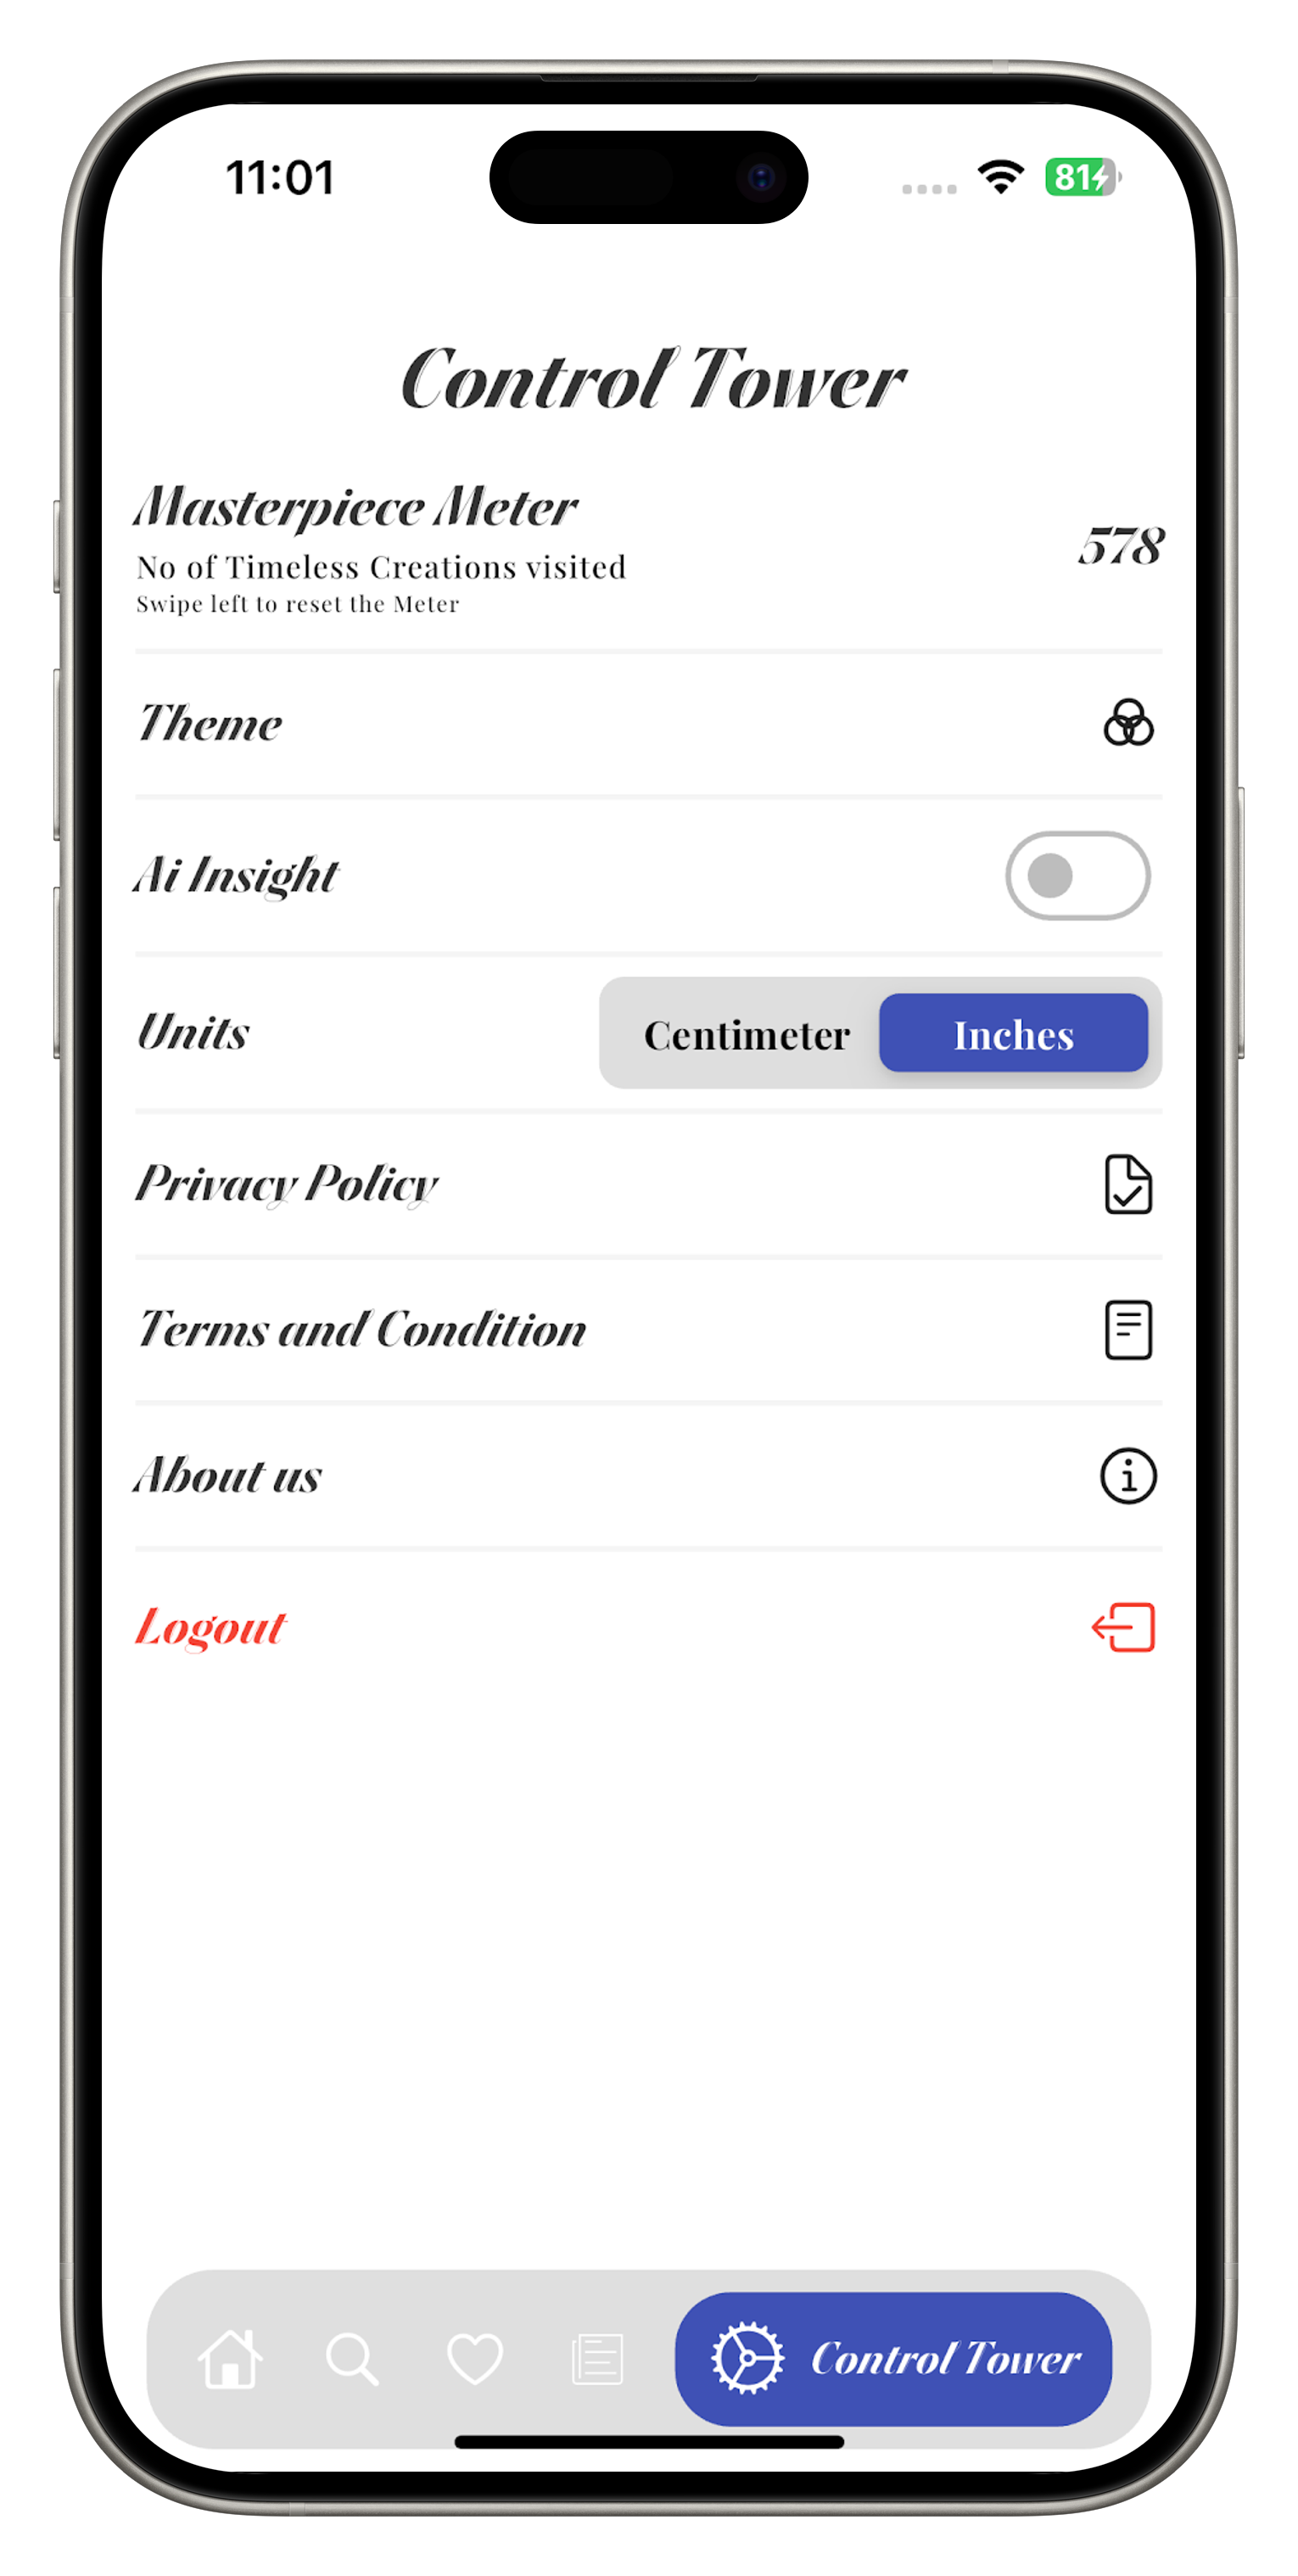 11:01
81
Control Tower
Masterpiece Meter
No of Timeless Creations visited
578
Swipe left to reset the Meter
Theme
Ai Insight
Units
Centimeter
Inches
Privacy Policy
Terms and Condition
About us
Logout
Control Tower